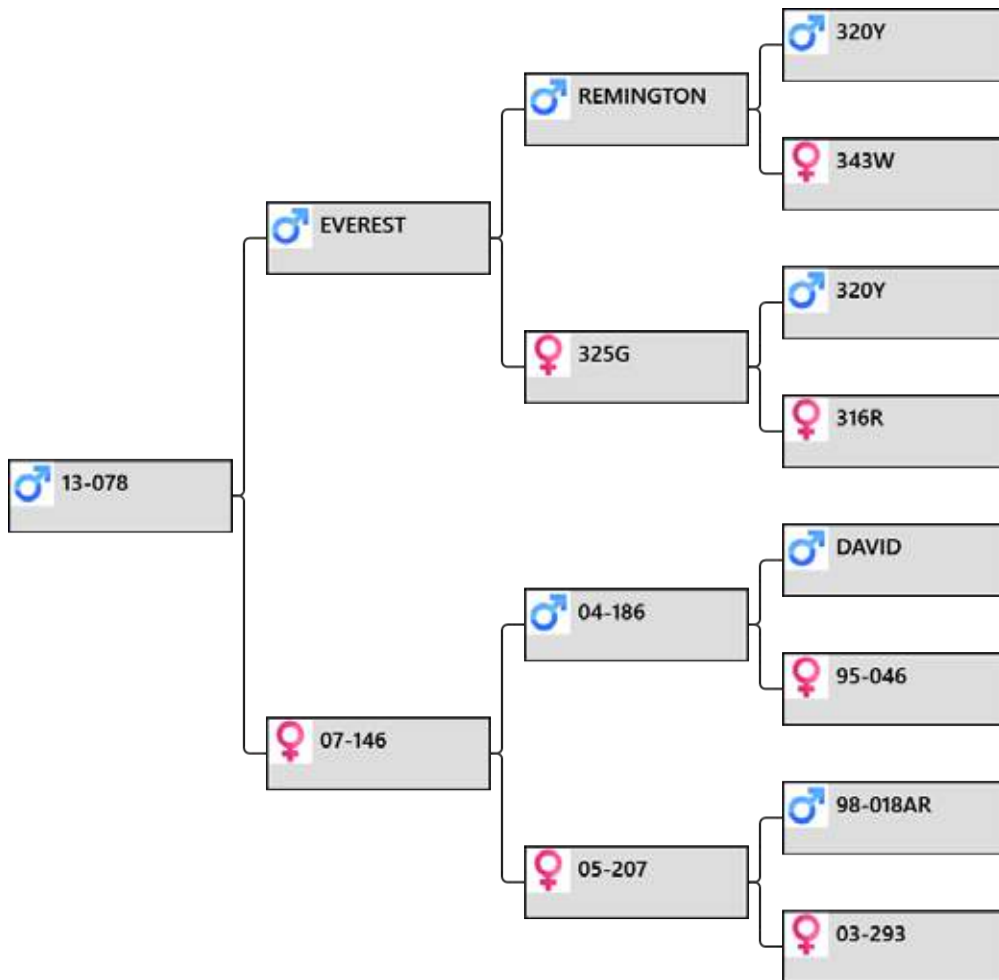 320Y
REMINGTON
343W
EVEREST
320Y
325G
316R
13-078
DAVID
04-186
95-046
07-146
98-018AR
05-207
03-293